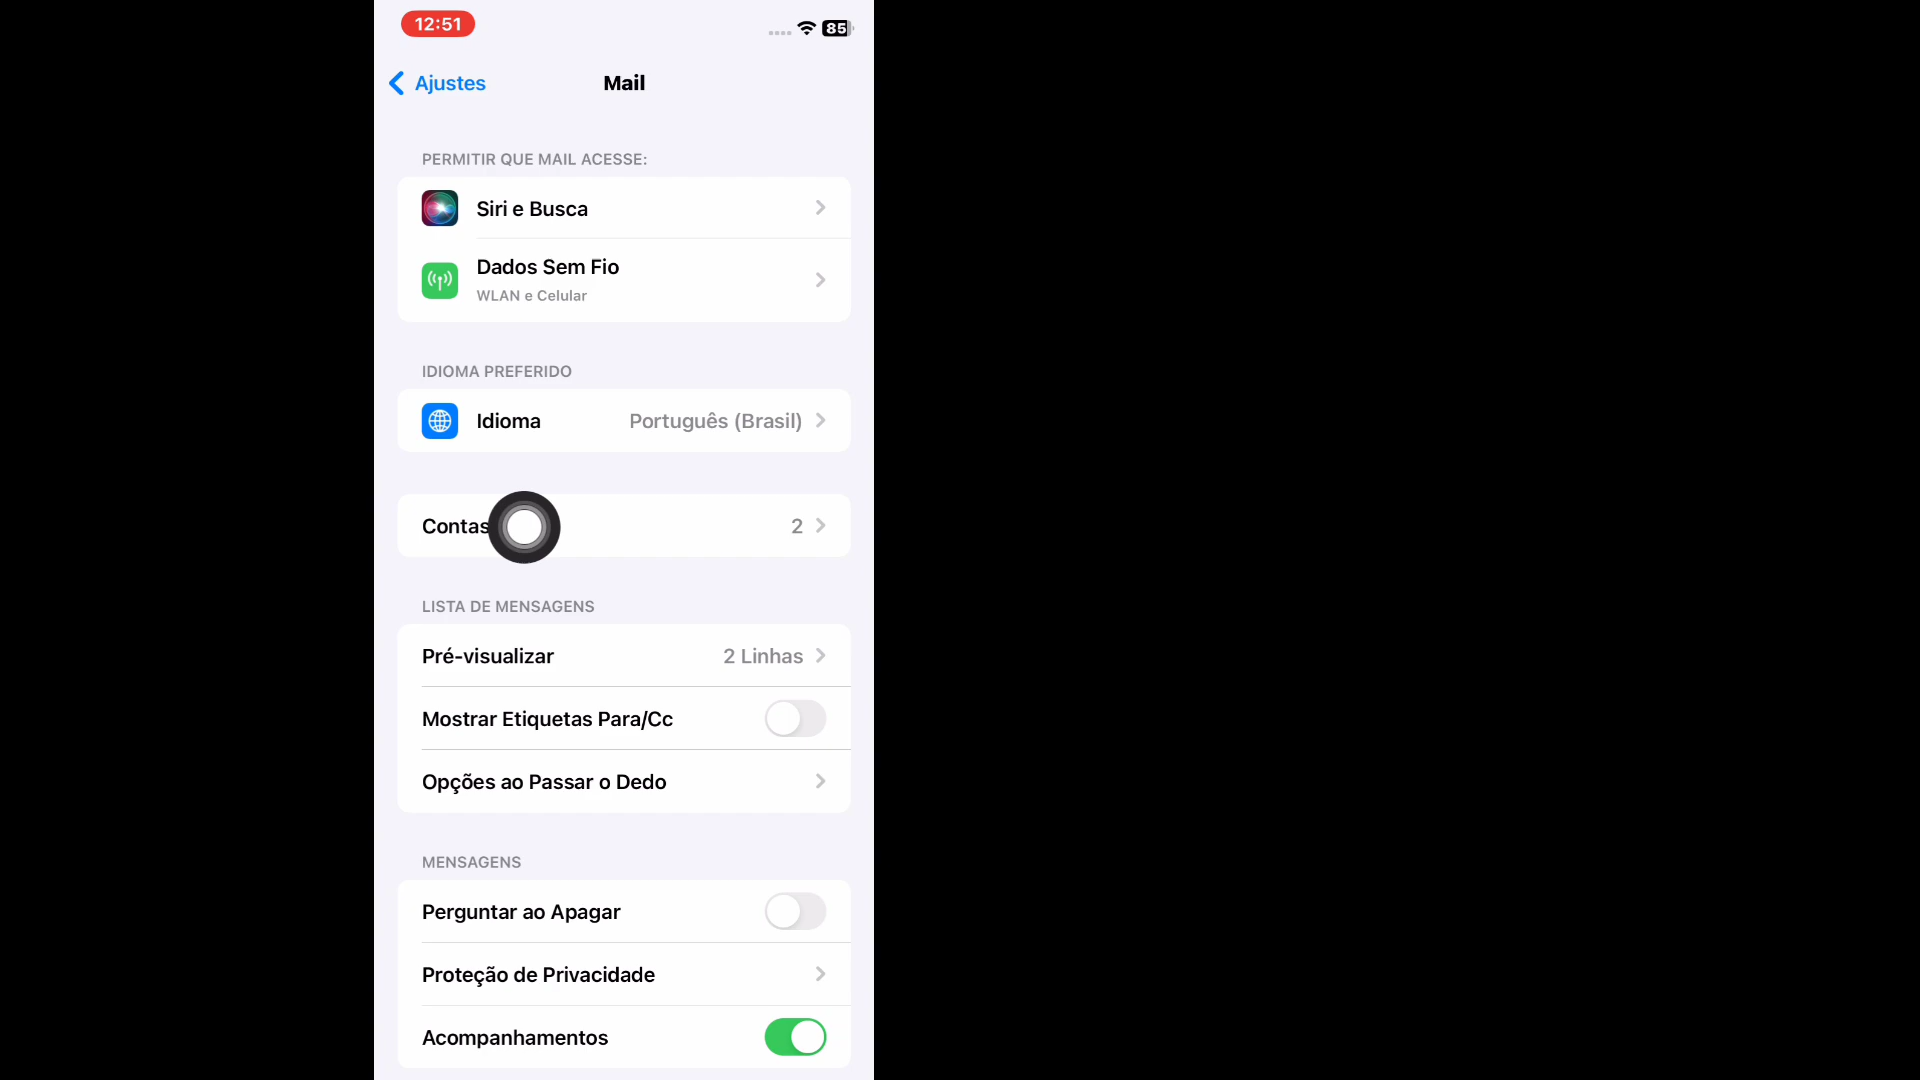 12:51
85
Ajustes
Mail
PERMITIR QUE MAIL ACESSE:
Siri e Busca
Dados Sem Fio
WLAN e Celular
IDIOMA PREFERIDO
Idioma Português (Brasil)
Contas 2
LISTA DE MENSAGENS
Pré-visualizar 2 Linhas
Mostrar Etiquetas Para/Cc
Opções ao Passar o Dedo
MENSAGENS
Perguntar ao Apagar
Proteção de Privacidade
Acompanhamentos